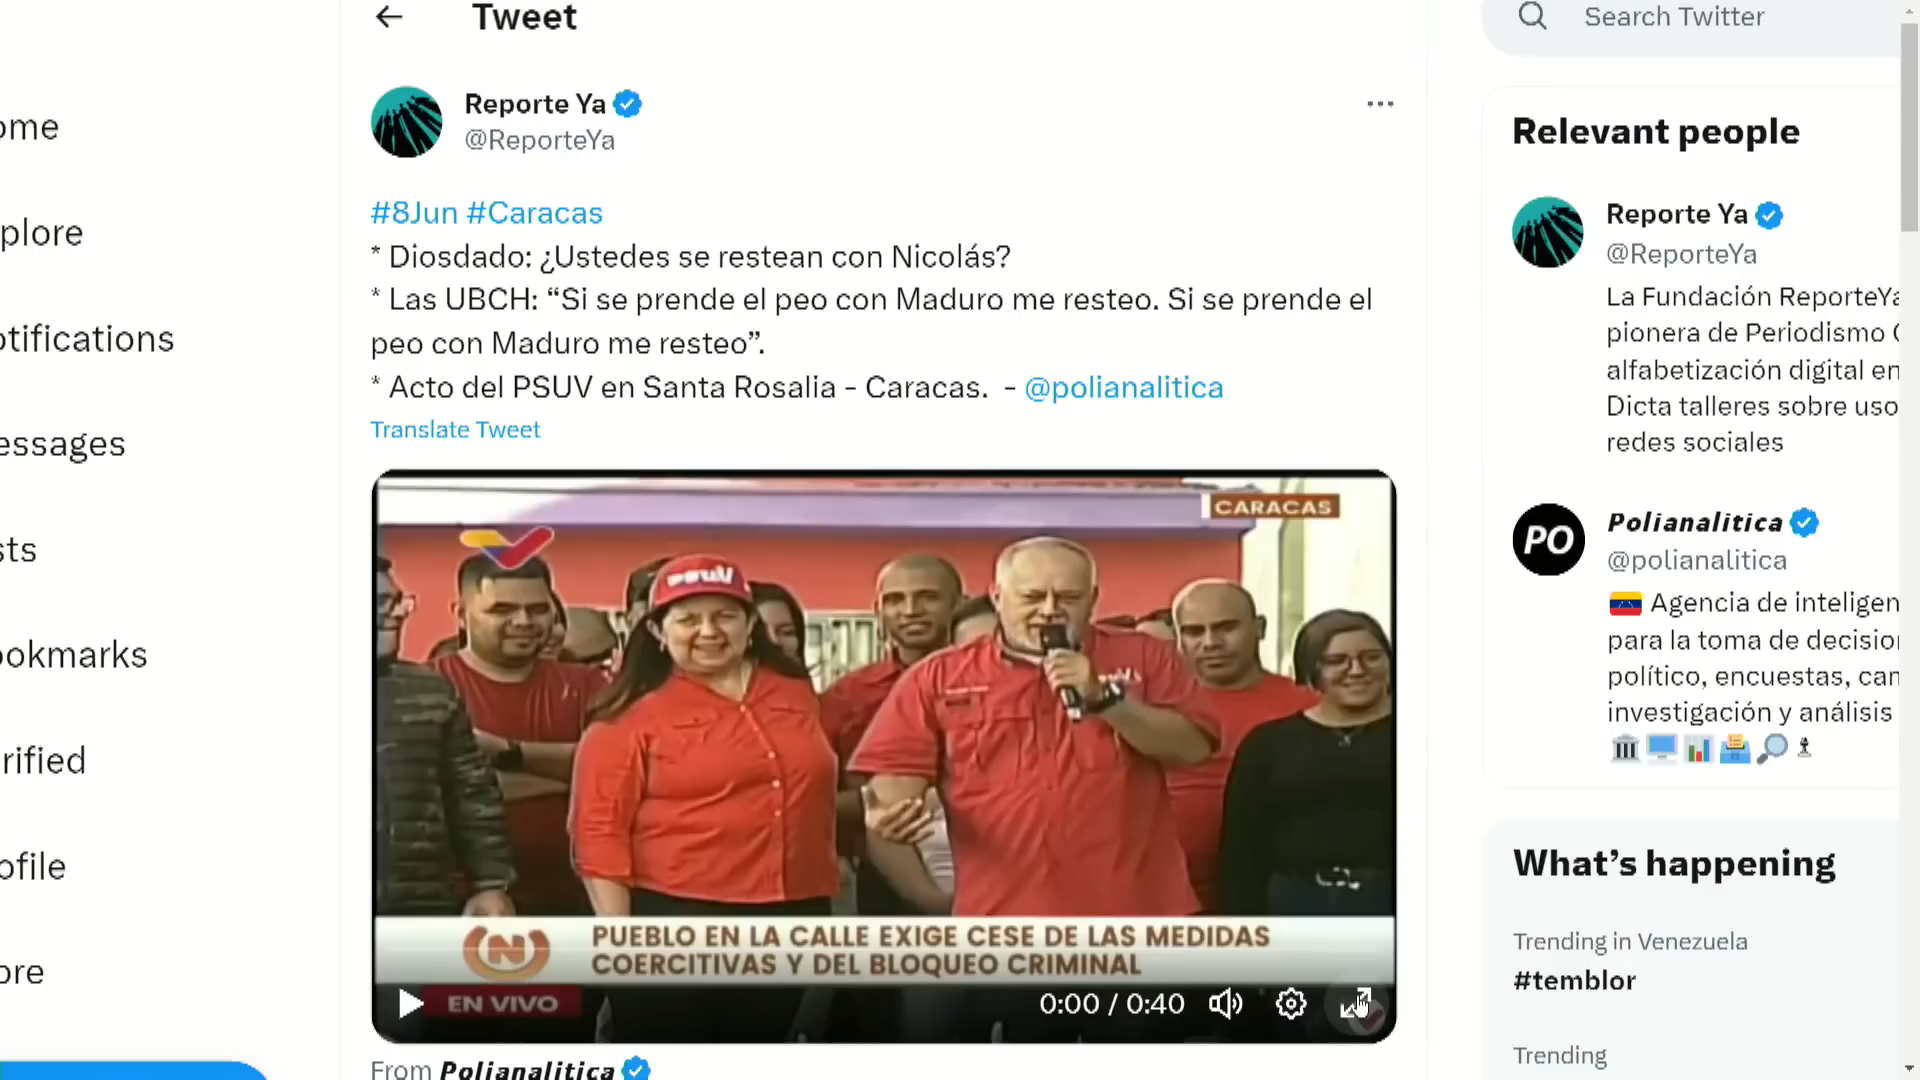 Tweet
Search Twitter
ome
plore
otifications
essages
sts
ookmarks
rified
ofile
ore
Reporte Ya
@ReporteYa
#8Jun #Caracas
* Diosdado: ¿Ustedes se restean con Nicolás?
* Las UBCH: “Si se prende el peo con Maduro me resteo. Si se prende el
peo con Maduro me resteo”.
* Acto del PSUV en Santa Rosalia - Caracas. - @polianalitica
Translate Tweet
CARACAS
PSUV
N
PUEBLO EN LA CALLE EXIGE CESE DE LAS MEDIDAS
COERCITIVAS Y DEL BLOQUEO CRIMINAL
EN VIVO
0:00 / 0:40
From Polianalitica
Relevant people
Reporte Ya
@ReporteYa
La Fundación ReporteYa
pionera de Periodismo C
alfabetización digital en
Dicta talleres sobre uso
redes sociales
PO
Polianalitica
@polianalitica
Agencia de inteligen
para la toma de decisio
político, encuestas, can
investigación y análisis
What’s happening
Trending in Venezuela
#temblor
Trending